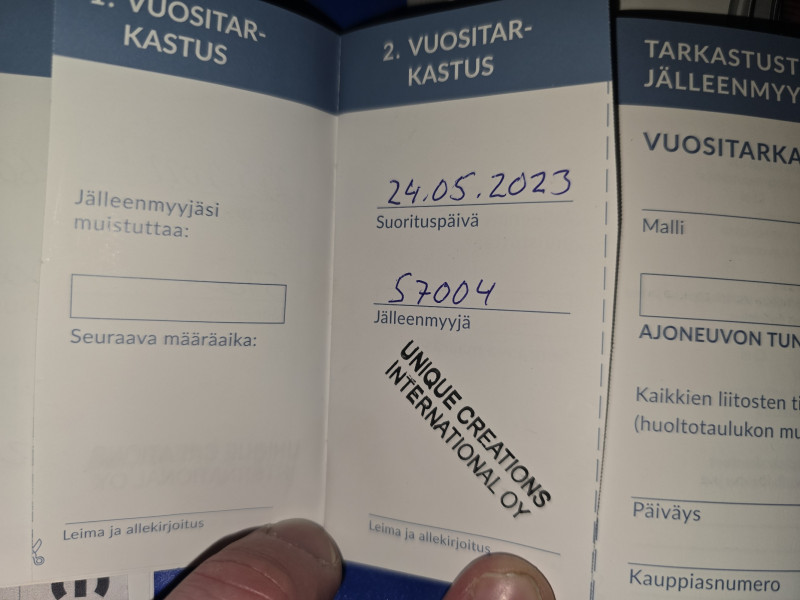 1. VUOSITAR-
KASTUS
Jälleenmyyjäsi
muistuttaa:
Seuraava määräaika:
Leima ja allekirjoitus
2. VUOSITAR-
KASTUS
24.05.2023
Suorituspäivä
57004
Jälleenmyyjä
UNIQUE CREATIONS
INTERNATIONAL OY
Leima ja allekirjoitus
TARKASTUST
JÄLLEENMYY
VUOSITARKA
Malli
AJONEUVON TUN
Kaikkien liitosten ti
(huoltotaulukon mu
Päiväys
Kauppiasnumero